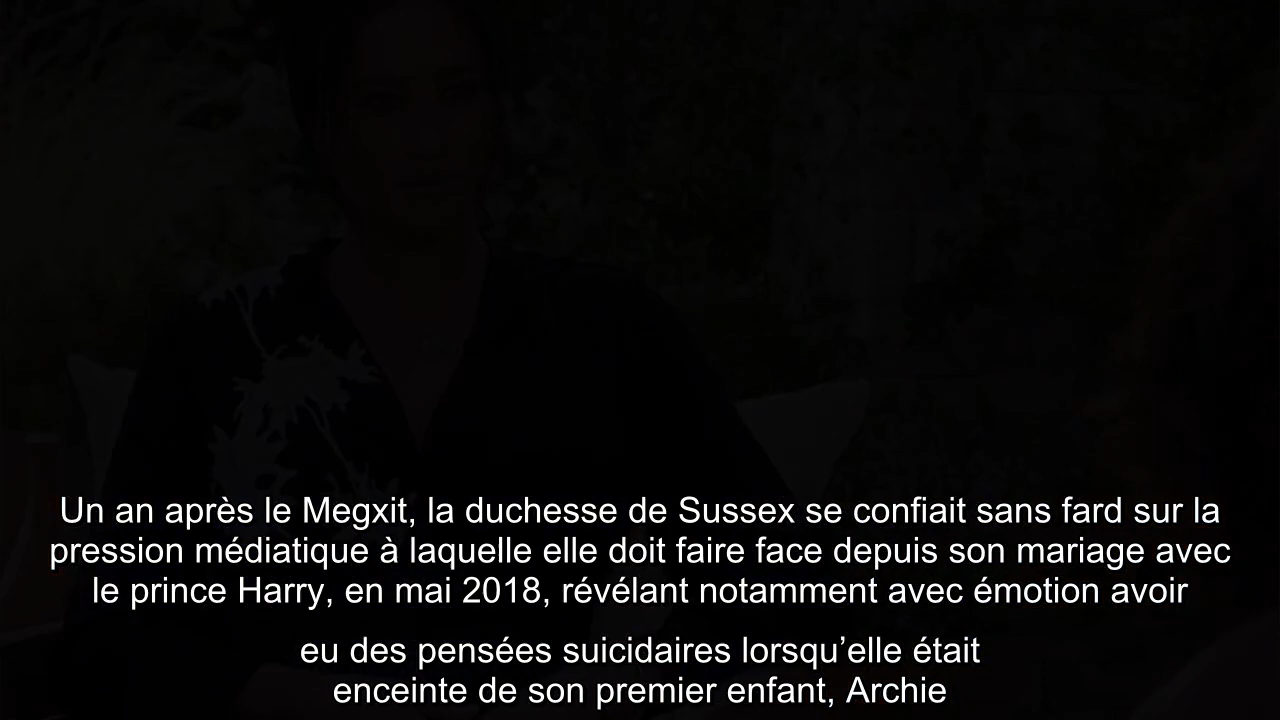 Un an après le Megxit, la duchesse de Sussex se confiait sans fard sur la
pression médiatique à laquelle elle doit faire face depuis son mariage avec
le prince Harry, en mai 2018, révélant notamment avec émotion avoir
eu des pensées suicidaires lorsqu’elle était
enceinte de son premier enfant, Archie